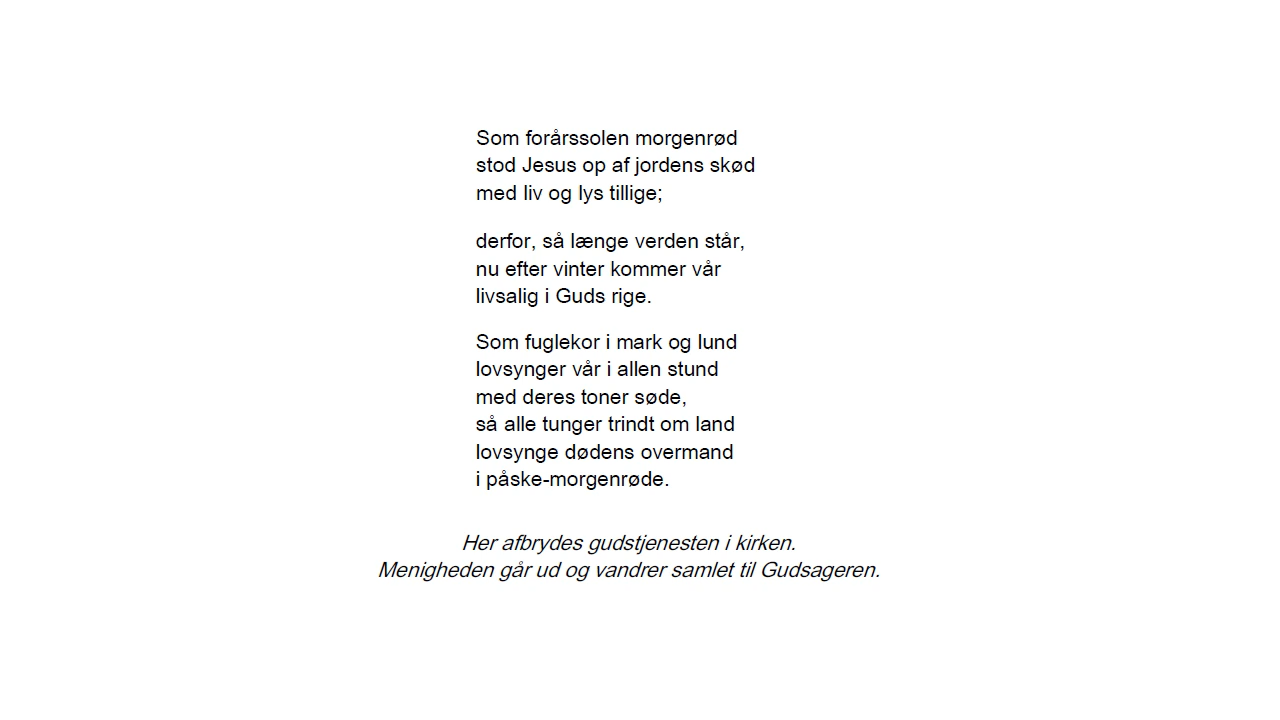 Som forårssolen morgenrød
stod Jesus op af jordens skød
med liv og lys tillige;
derfor, så længe verden står,
nu efter vinter kommer vår
livsalig i Guds rige.
Som fuglekor i mark og lund
lovsynger vår i allen stund
med deres toner søde,
så alle tunger trindt om land
lovsynge dødens overmand
i påske-morgenrøde.
Her afbrydes gudstjenesten i kirken.
Menigheden går ud og vandrer samlet til Gudsageren.